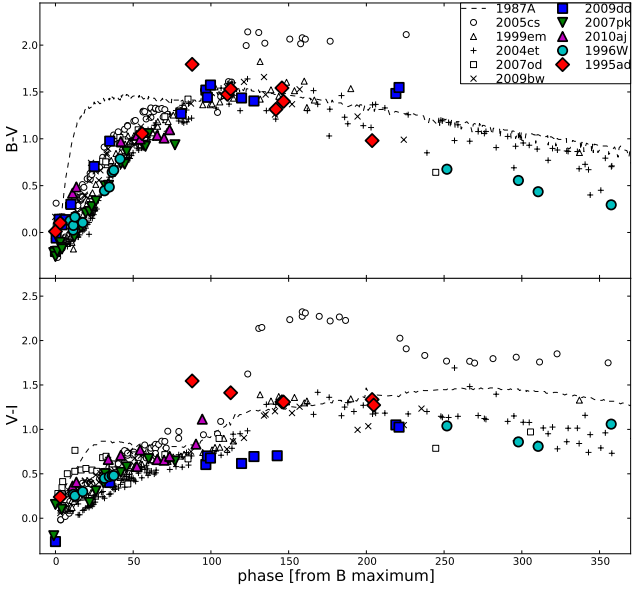 1987A 2009dd
2005cs 2007pk
1999em 2010aj
2004et 1996W
2007od 1995ad
2009bw
2.0
1.5
1.0
0.5
0.0
B-V
2.5
2.0
1.5
1.0
0.5
0.0
V-I
0 50 100 150 200 250 300 350
phase [from B maximum]